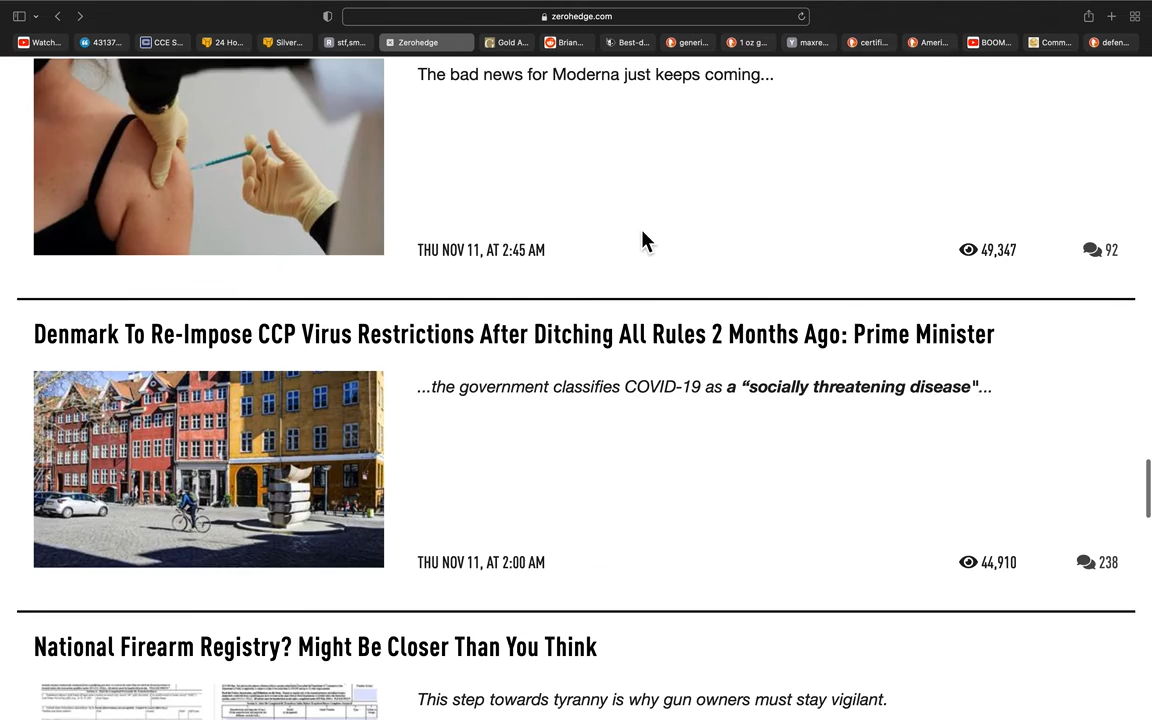 zerohedge.com
Watch...
43137...
CCE S...
24 Ho...
Silver...
stf,sm...
Zerohedge
Gold A...
Brian...
Best-d...
generi...
1 oz g...
maxre...
certifi...
Ameri...
BOOM...
Comm...
defen...
The bad news for Moderna just keeps coming...
THU NOV 11, AT 2:45 AM
49,347
92
Denmark To Re-Impose CCP Virus Restrictions After Ditching All Rules 2 Months Ago: Prime Minister
...the government classifies COVID-19 as a “socially threatening disease"...
THU NOV 11, AT 2:00 AM
44,910
238
National Firearm Registry? Might Be Closer Than You Think
This step towards tyranny is why gun owners must stay vigilant.